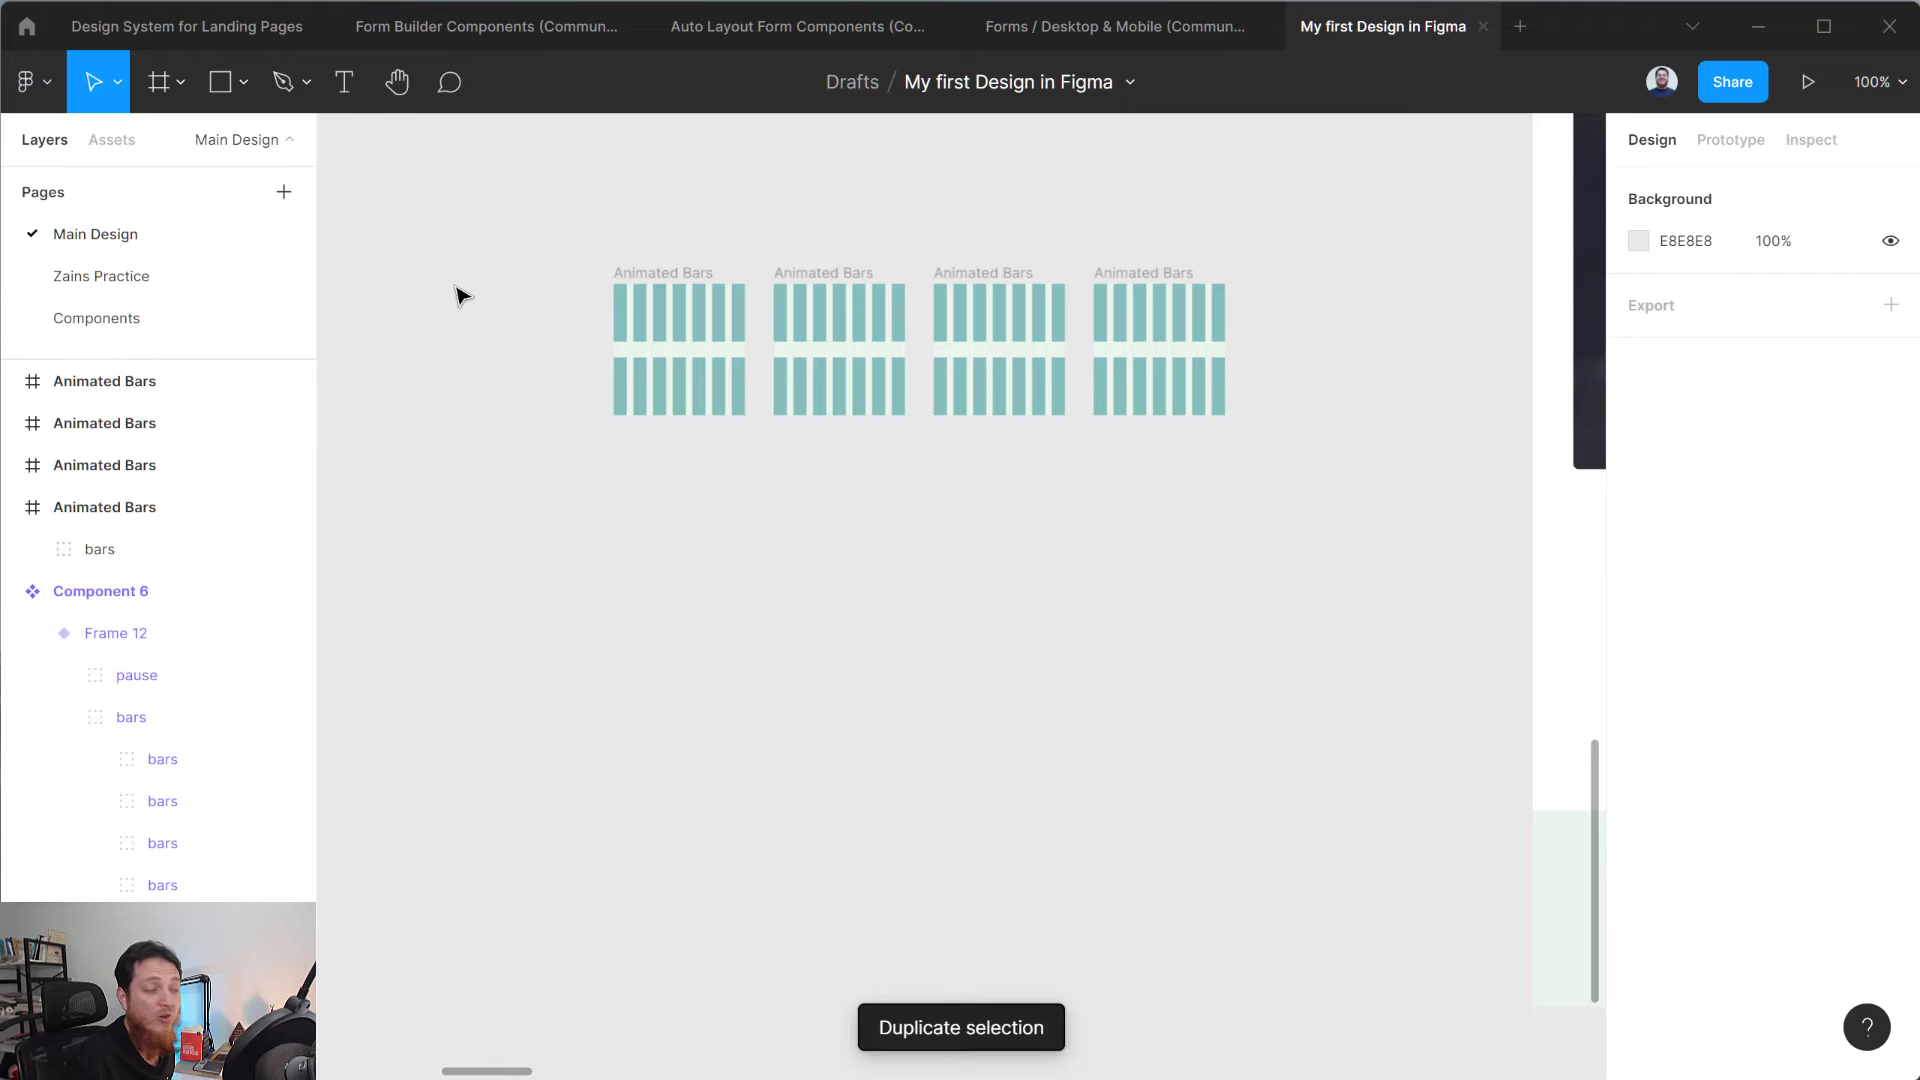 Design System for Landing Pages
Form Builder Components (Commun...
Auto Layout Form Components (Co...
Forms / Desktop & Mobile (Commun...
My first Design in Figma
Drafts / My first Design in Figma
Share
100%
Layers
Assets
Main Design
Design
Prototype
Inspect
Pages
Background
Main Design
E8E8E8
100%
Zains Practice
Animated Bars
Animated Bars
Animated Bars
Animated Bars
Export
Components
Animated Bars
Animated Bars
Animated Bars
Animated Bars
bars
Component 6
Frame 12
pause
bars
bars
bars
bars
bars
Duplicate selection
?